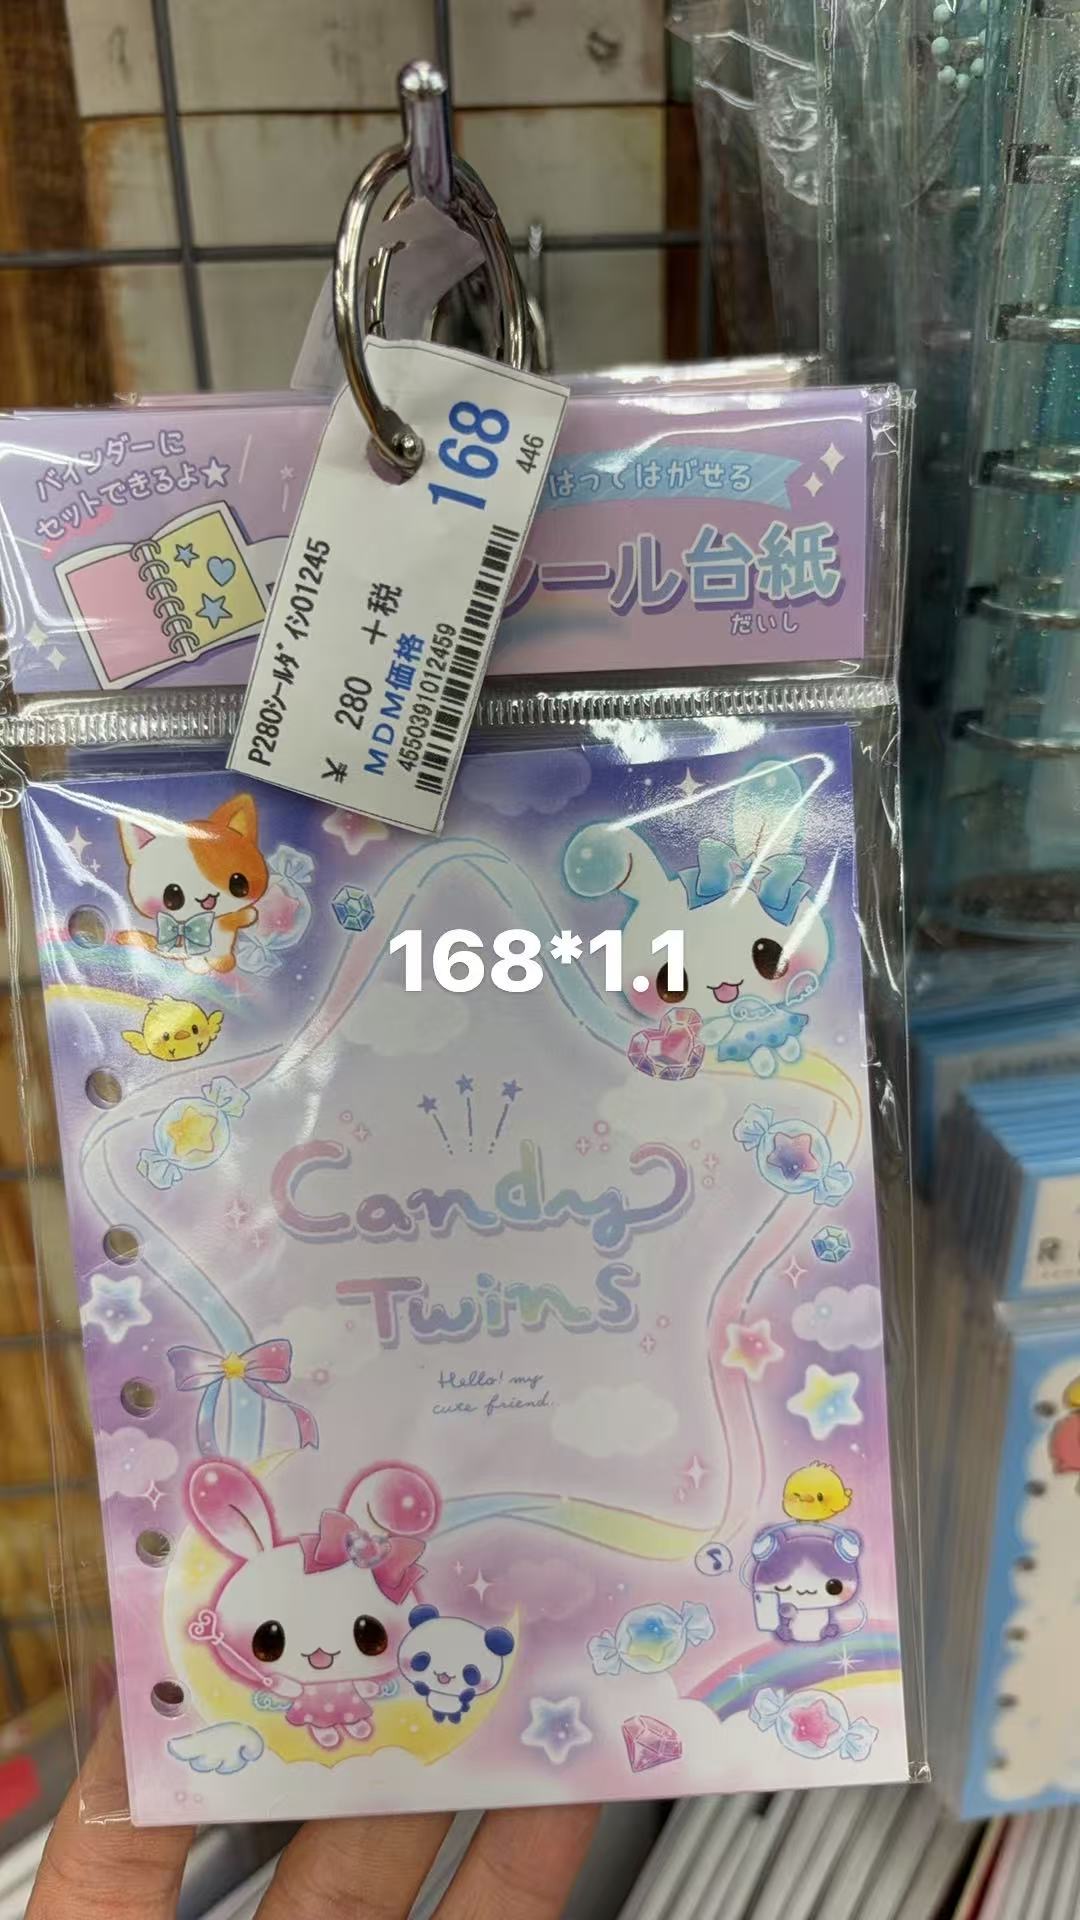 バインダーに
セットできるよ★
はってはがせる
シール台紙
だいし
168
446
P280シールダイシ01245
¥ 280 +税
MDM価格
4550391012459
168*1.1
Candy
Twins
Hello! my
cute friend..